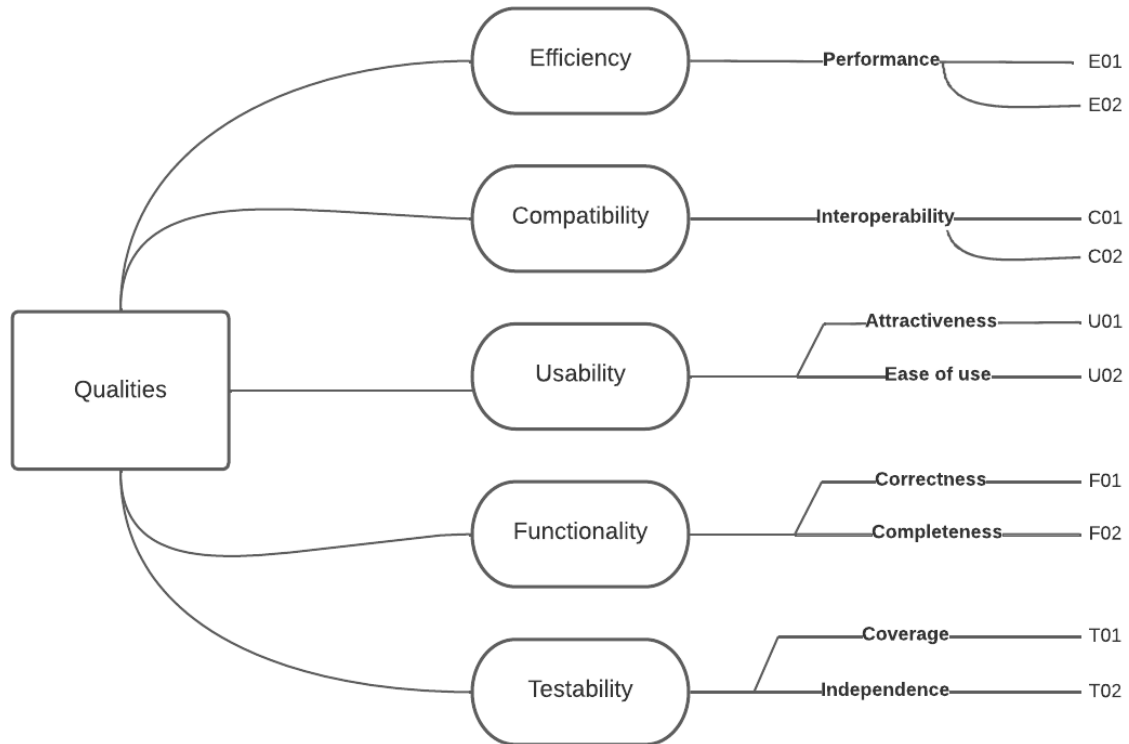 Efficiency
Performance
E01
E02
Compatibility
Interoperability
C01
C02
Qualities
Usability
Attractiveness
U01
Ease of use
U02
Functionality
Correctness
F01
Completeness
F02
Testability
Coverage
T01
Independence
T02